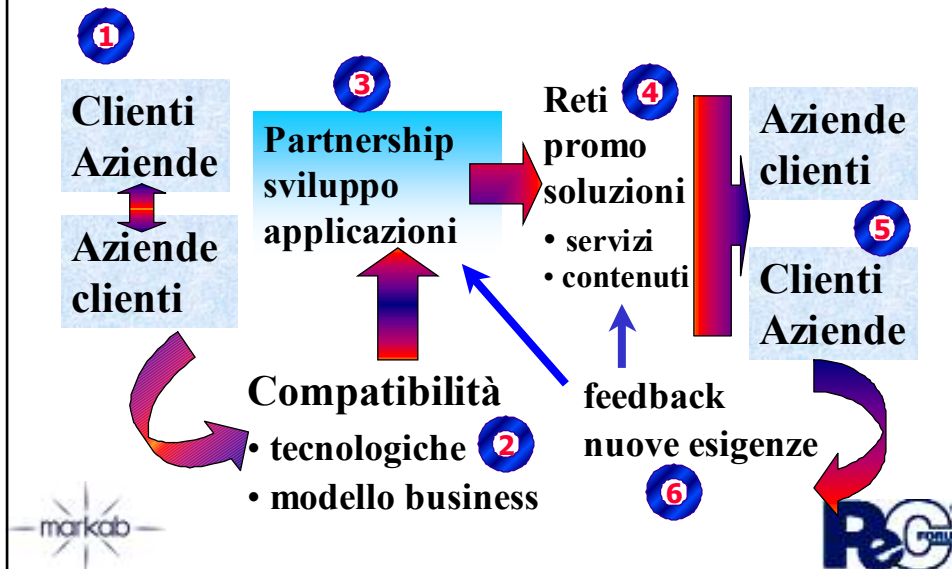 1
Clienti
Aziende
Aziende
clienti
2
Compatibilità
• tecnologiche
• modello business
3
Partnership
sviluppo
applicazioni
4
Reti
promo
soluzioni
• servizi
• contenuti
5
Aziende
clienti
Clienti
Aziende
6
feedback
nuove esigenze
markab